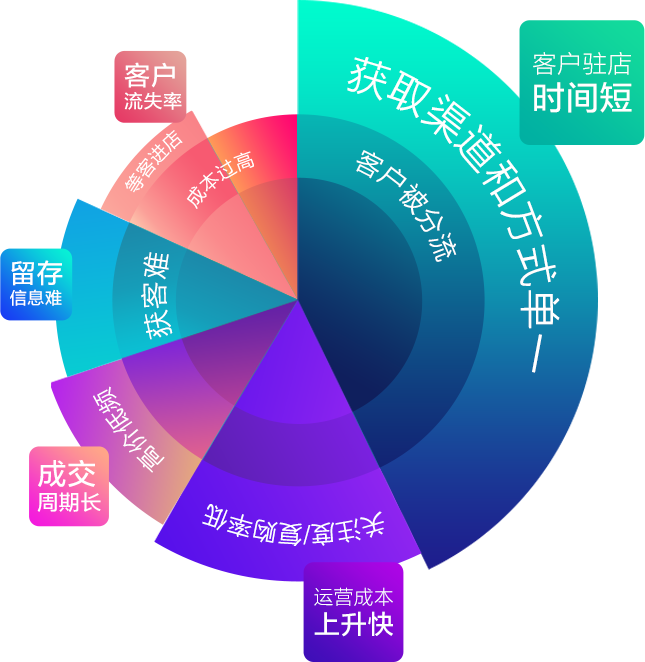 客户
流失率
客户驻店
时间短
获取渠道和方式单一
客户被分流
等客进店
成本过高
获客难
留存
信息难
高价低频
成交
周期长
关注度/复购率低
运营成本
上升快